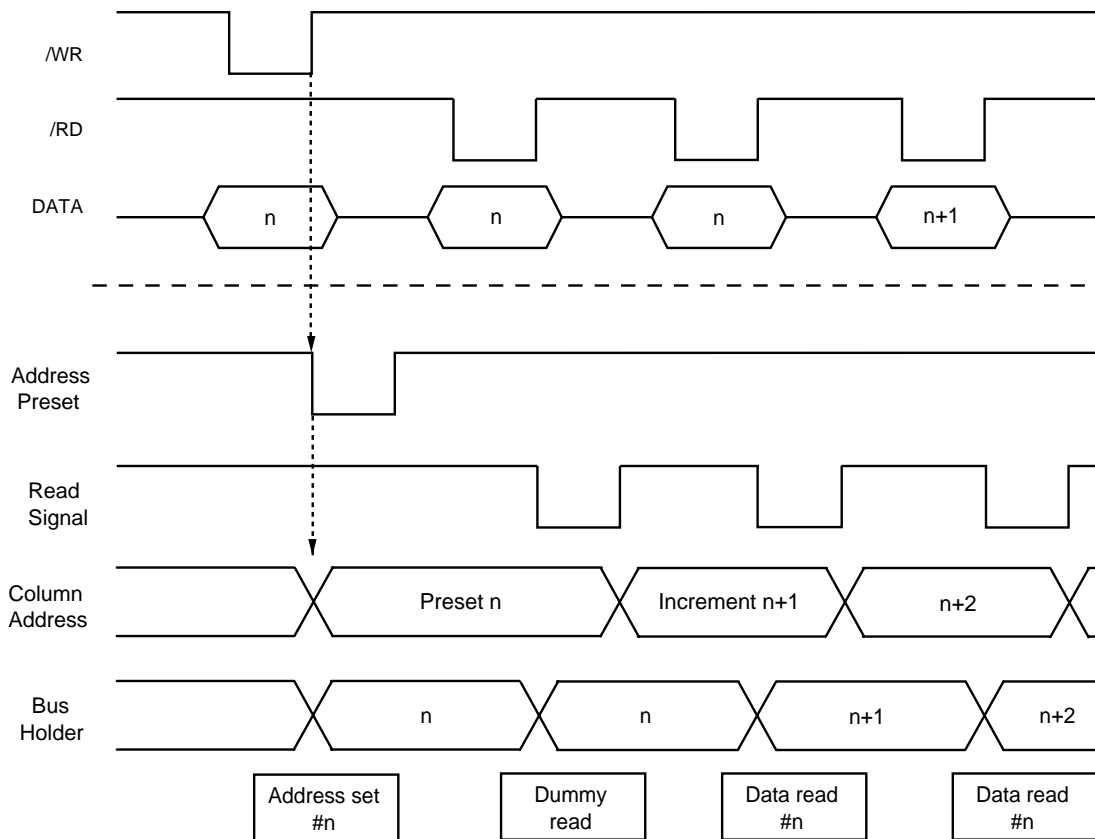 /WR
/RD
DATA
n
n
n
n+1
Address
Preset
Read
Signal
Column
Address
Preset n
Increment n+1
n+2
Bus
Holder
n
n
n+1
n+2
Address set
#n
Dummy
read
Data read
#n
Data read
#n